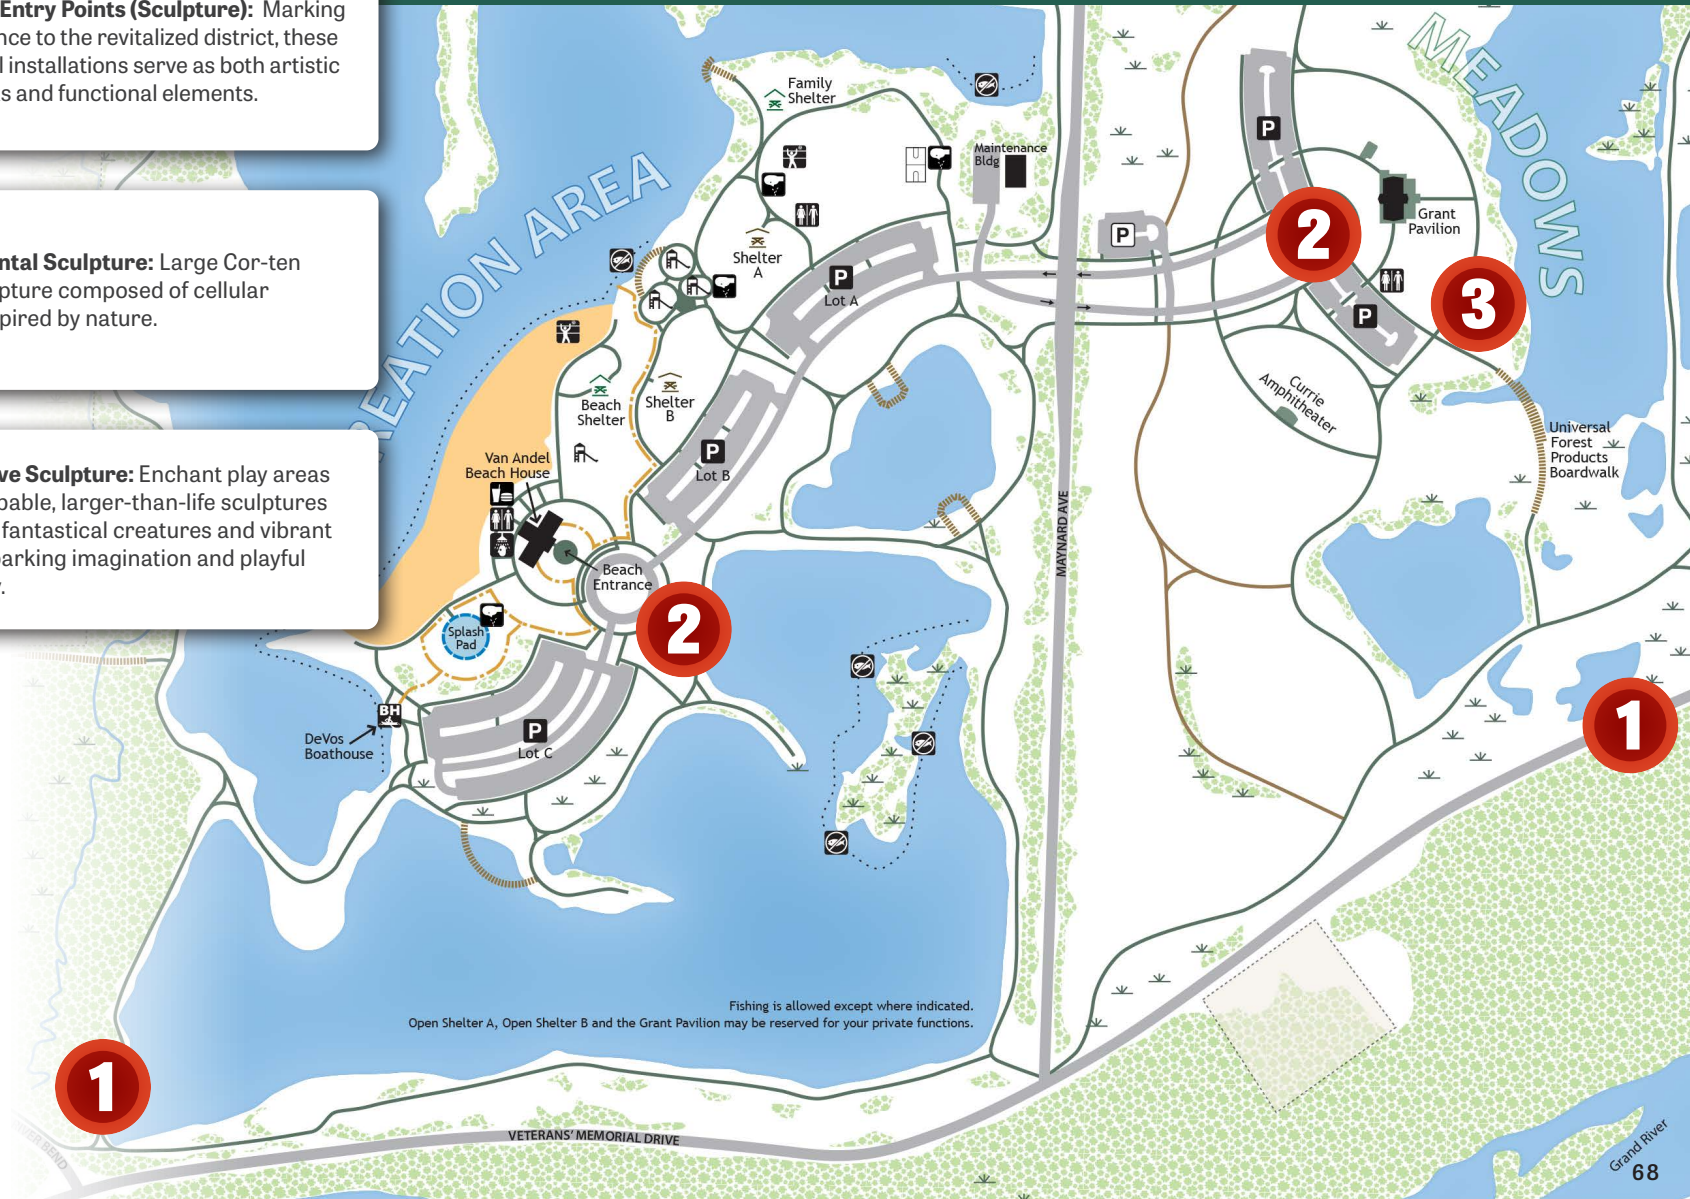 Entry Points (Sculpture): Marking
nce to the revitalized district, these
l installations serve as both artistic
s and functional elements.
ntal Sculpture: Large Cor-ten
pture composed of cellular
pired by nature.
ve Sculpture: Enchant play areas
bable, larger-than-life sculptures
fantastical creatures and vibrant
parking imagination and playful
REATION AREA
MEADOWS
Family
Shelter
Maintenance
Bldg
P
P
Grant
Pavilion
2
Shelter
A
P
Lot A
3
P
Beach
Shelter
Shelter
B
Currie
Amphitheater
Universal
Forest
Products
Boardwalk
Van Andel
Beach House
P
Lot B
MAYNARD AVE
Beach
Entrance
2
Splash
Pad
BH
DeVos
Boathouse
P
Lot C
1
Fishing is allowed except where indicated.
Open Shelter A, Open Shelter B and the Grant Pavilion may be reserved for your private functions.
1
VETERANS' MEMORIAL DRIVE
BEND
Grand River
68